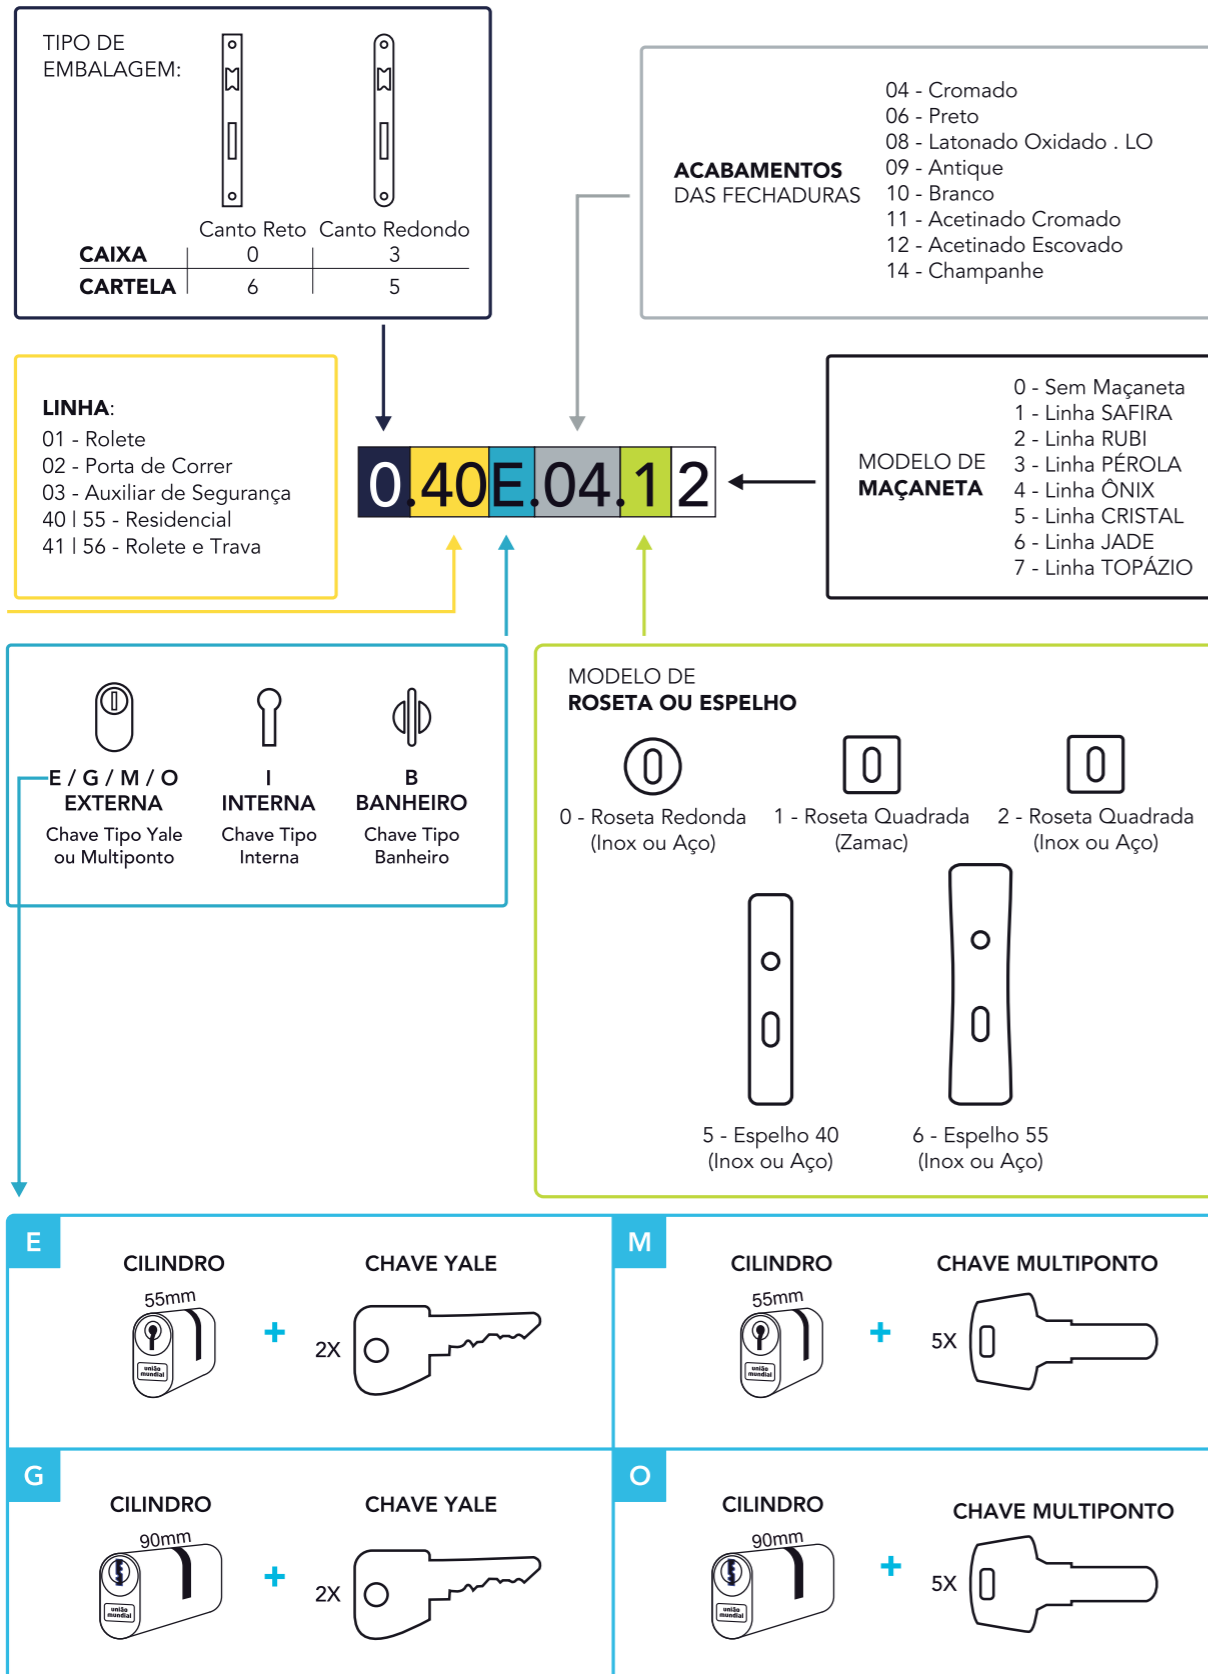 TIPO DE
EMBALAGEM:
Canto Reto Canto Redondo
CAIXA 0 3
CARTELA 6 5
ACABAMENTOS
DAS FECHADURAS
04 - Cromado
06 - Preto
08 - Latonado Oxidado . LO
09 - Antique
10 - Branco
11 - Acetinado Cromado
12 - Acetinado Escovado
14 - Champanhe
LINHA:
01 - Rolete
02 - Porta de Correr
03 - Auxiliar de Segurança
40 | 55 - Residencial
41 | 56 - Rolete e Trava
0.40E.04.12
MODELO DE
MAÇANETA
0 - Sem Maçaneta
1 - Linha SAFIRA
2 - Linha RUBI
3 - Linha PÉROLA
4 - Linha ÔNIX
5 - Linha CRISTAL
6 - Linha JADE
7 - Linha TOPÁZIO
E / G / M / O
EXTERNA
Chave Tipo Yale
ou Multiponto
I
INTERNA
Chave Tipo
Interna
B
BANHEIRO
Chave Tipo
Banheiro
MODELO DE
ROSETA OU ESPELHO
0 - Roseta Redonda
(Inox ou Aço)
1 - Roseta Quadrada
(Zamac)
2 - Roseta Quadrada
(Inox ou Aço)
5 - Espelho 40
(Inox ou Aço)
6 - Espelho 55
(Inox ou Aço)
E
CILINDRO
55mm
união
mundial
+
CHAVE YALE
2X
M
CILINDRO
55mm
união
mundial
+
CHAVE MULTIPONTO
5X
G
CILINDRO
90mm
união
mundial
+
CHAVE YALE
2X
O
CILINDRO
90mm
união
mundial
+
CHAVE MULTIPONTO
5X